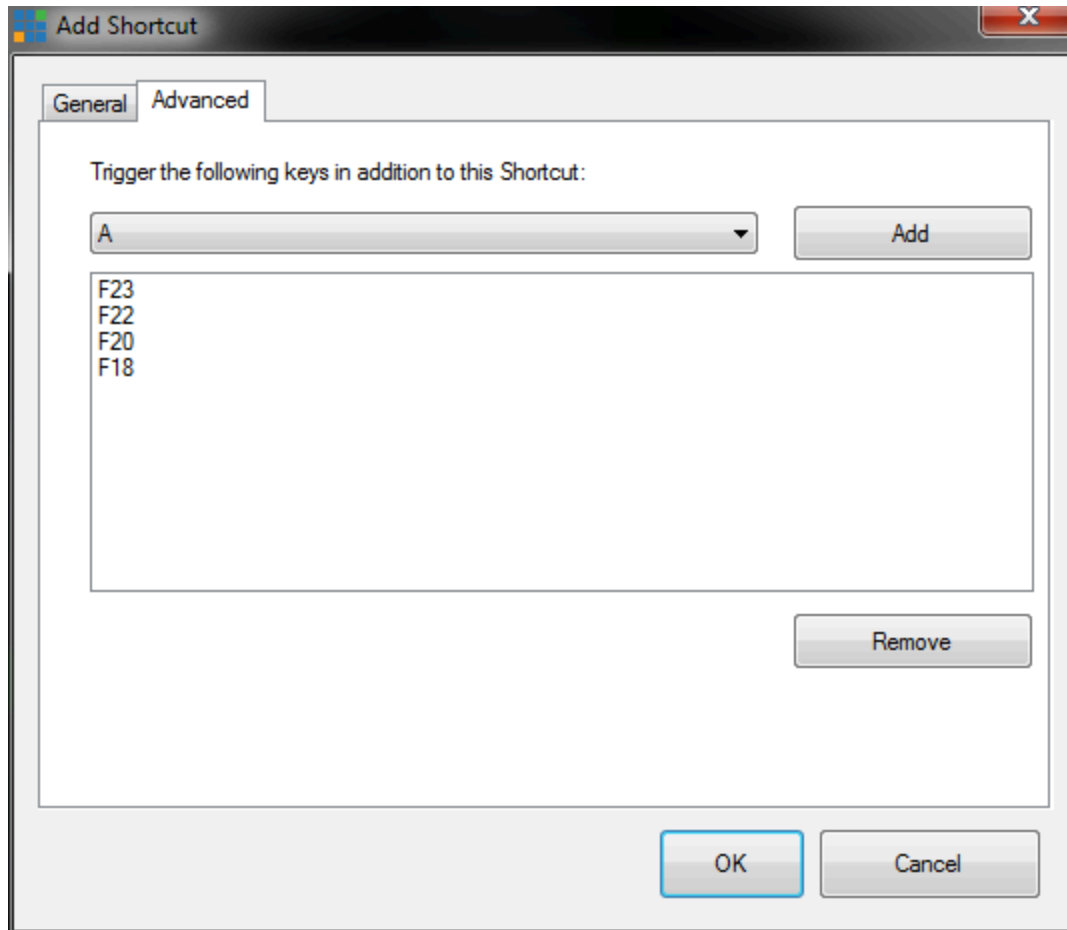 Add Shortcut
General Advanced
Trigger the following keys in addition to this Shortcut:
A Add
F23
F22
F20
F18
Remove
OK Cancel